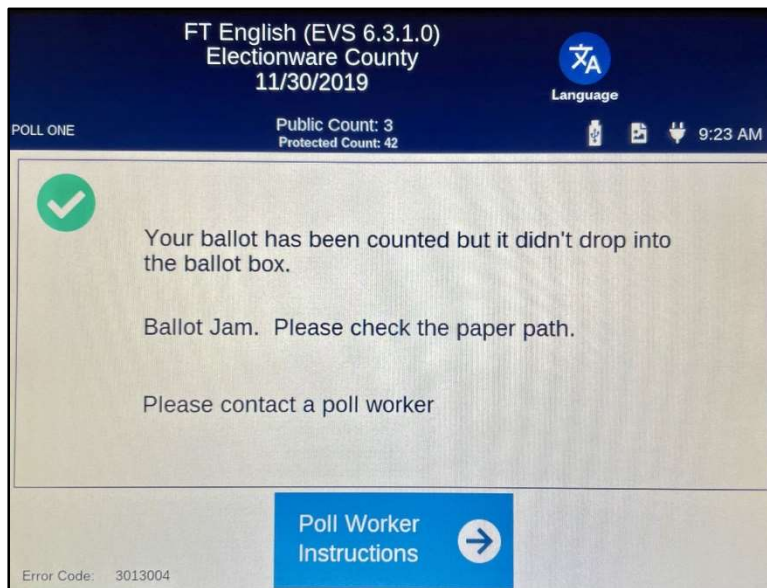 FT English (EVS 6.3.1.0)
Electionware County
11/30/2019
Language
POLL ONE
Public Count: 3
Protected Count: 42
9:23 AM
Your ballot has been counted but it didn't drop into
the ballot box.
Ballot Jam. Please check the paper path.
Please contact a poll worker
Poll Worker
Instructions
Error Code: 3013004